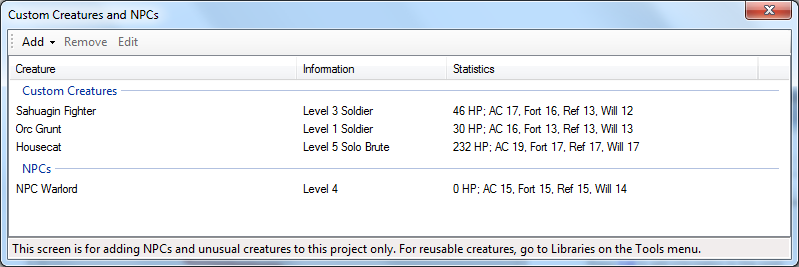 Custom Creatures and NPCs
Add Remove Edit
Creature Information Statistics
Custom Creatures
Sahuagin Fighter Level 3 Soldier 46 HP; AC 17, Fort 16, Ref 13, Will 12
Orc Grunt Level 1 Soldier 30 HP; AC 16, Fort 13, Ref 13, Will 13
Housecat Level 5 Solo Brute 232 HP; AC 19, Fort 17, Ref 17, Will 17
NPCs
NPC Warlord Level 4 0 HP; AC 15, Fort 15, Ref 15, Will 14
This screen is for adding NPCs and unusual creatures to this project only. For reusable creatures, go to Libraries on the Tools menu.